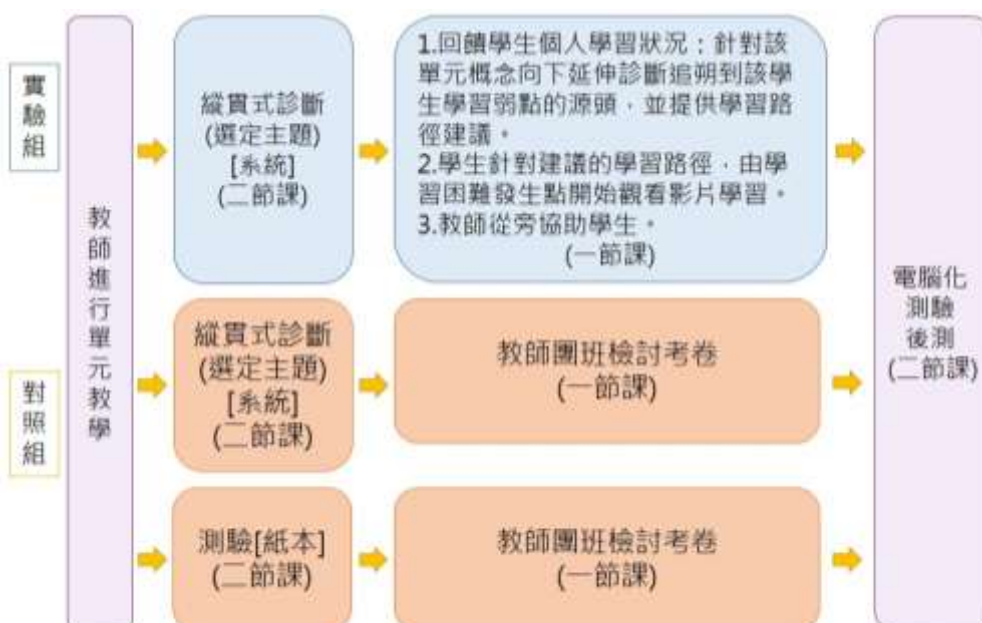 實驗組
對照組
教師進行單元教學
縱貫式診斷
(選定主題)
[系統]
(二節課)
1.回饋學生個人學習狀況：針對該
單元概念向下延伸診斷追朔到該學
生學習弱點的源頭，並提供學習路
徑建議。
2.學生針對建議的學習路徑，由學
習困難發生點開始觀看影片學習。
3.教師從旁協助學生。
(一節課)
縱貫式診斷
(選定主題)
[系統]
(二節課)
教師團班檢討考卷
(一節課)
測驗[紙本]
(二節課)
教師團班檢討考卷
(一節課)
電腦化
測驗
後測
(二節課)